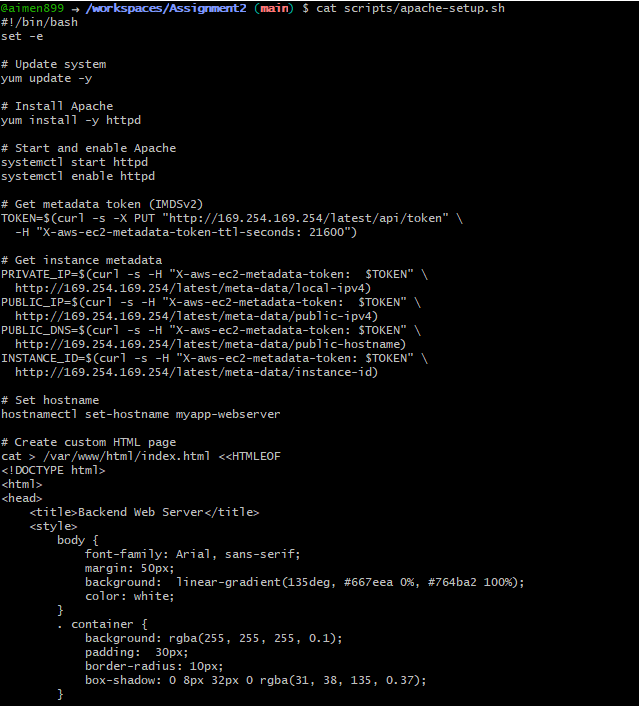 @aimen899 → /workspaces/Assignment2 (main) $ cat scripts/apache-setup.sh
#!/bin/bash
set -e

# Update system
yum update -y

# Install Apache
yum install -y httpd

# Start and enable Apache
systemctl start httpd
systemctl enable httpd

# Get metadata token (IMDSv2)
TOKEN=$(curl -s -X PUT "http://169.254.169.254/latest/api/token" \
  -H "X-aws-ec2-metadata-token-ttl-seconds: 21600")

# Get instance metadata
PRIVATE_IP=$(curl -s -H "X-aws-ec2-metadata-token:  $TOKEN" \
  http://169.254.169.254/latest/meta-data/local-ipv4)
PUBLIC_IP=$(curl -s -H "X-aws-ec2-metadata-token:  $TOKEN" \
  http://169.254.169.254/latest/meta-data/public-ipv4)
PUBLIC_DNS=$(curl -s -H "X-aws-ec2-metadata-token: $TOKEN" \
  http://169.254.169.254/latest/meta-data/public-hostname)
INSTANCE_ID=$(curl -s -H "X-aws-ec2-metadata-token: $TOKEN" \
  http://169.254.169.254/latest/meta-data/instance-id)

# Set hostname
hostnamectl set-hostname myapp-webserver

# Create custom HTML page
cat > /var/www/html/index.html <<HTMLEOF
<!DOCTYPE html>
<html>
<head>
    <title>Backend Web Server</title>
    <style>
        body {
            font-family: Arial, sans-serif;
            margin: 50px;
            background:  linear-gradient(135deg, #667eea 0%, #764ba2 100%);
            color: white;
        }
        . container {
            background: rgba(255, 255, 255, 0.1);
            padding:  30px;
            border-radius: 10px;
            box-shadow: 0 8px 32px 0 rgba(31, 38, 135, 0.37);
        }